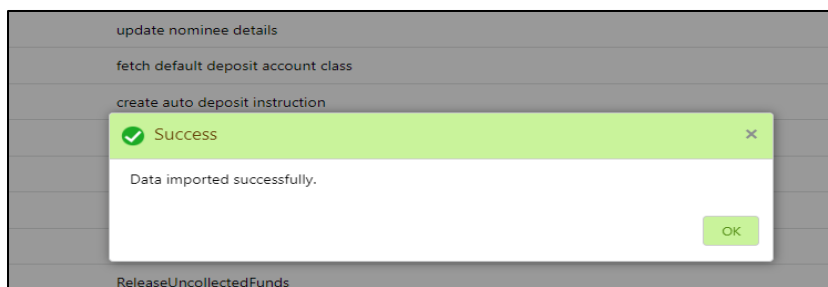 update nominee details
fetch default deposit account class
create auto deposit instruction
Success
Data imported successfully.
OK
ReleaseUncollectedFunds